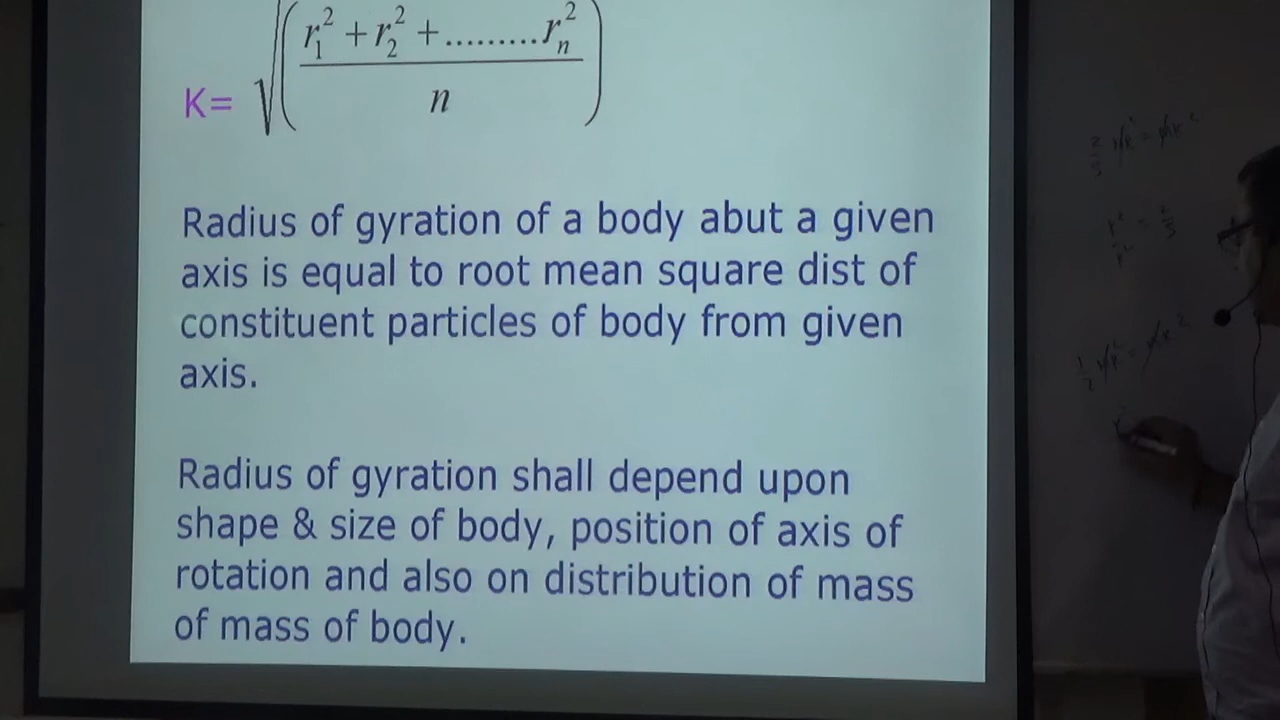 K= √((r₁² + r₂² + ......... rₙ²) / n)
Radius of gyration of a body abut a given
axis is equal to root mean square dist of
constituent particles of body from given
axis.
Radius of gyration shall depend upon
shape & size of body, position of axis of
rotation and also on distribution of mass
of mass of body.